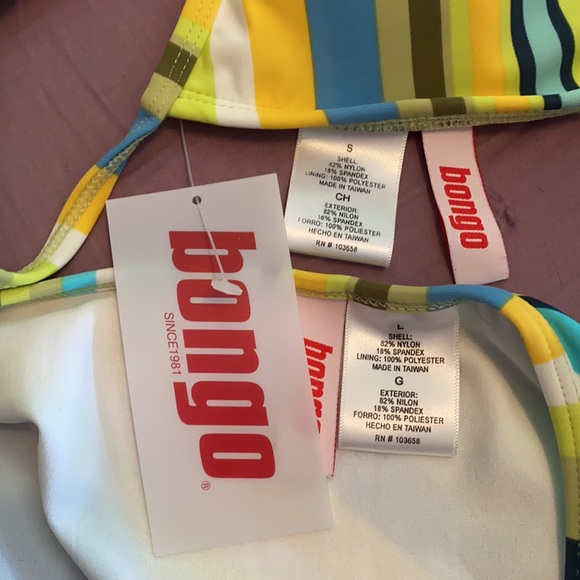 S
SHELL:
82% NYLON
18% SPANDEX
LINING: 100% POLYESTER
MADE IN TAIWAN
CH
EXTERIOR:
82% NILON
18% SPANDEX
FORRO: 100% POLIESTER
HECHO EN TAIWAN
RN # 103658
bongo
bongo
SINCE1981
®
bongo
L
SHELL:
82% NYLON
18% SPANDEX
LINING: 100% POLYESTER
MADE IN TAIWAN
G
EXTERIOR:
82% NILON
18% SPANDEX
FORRO: 100% POLIESTER
HECHO EN TAIWAN
RN # 103658